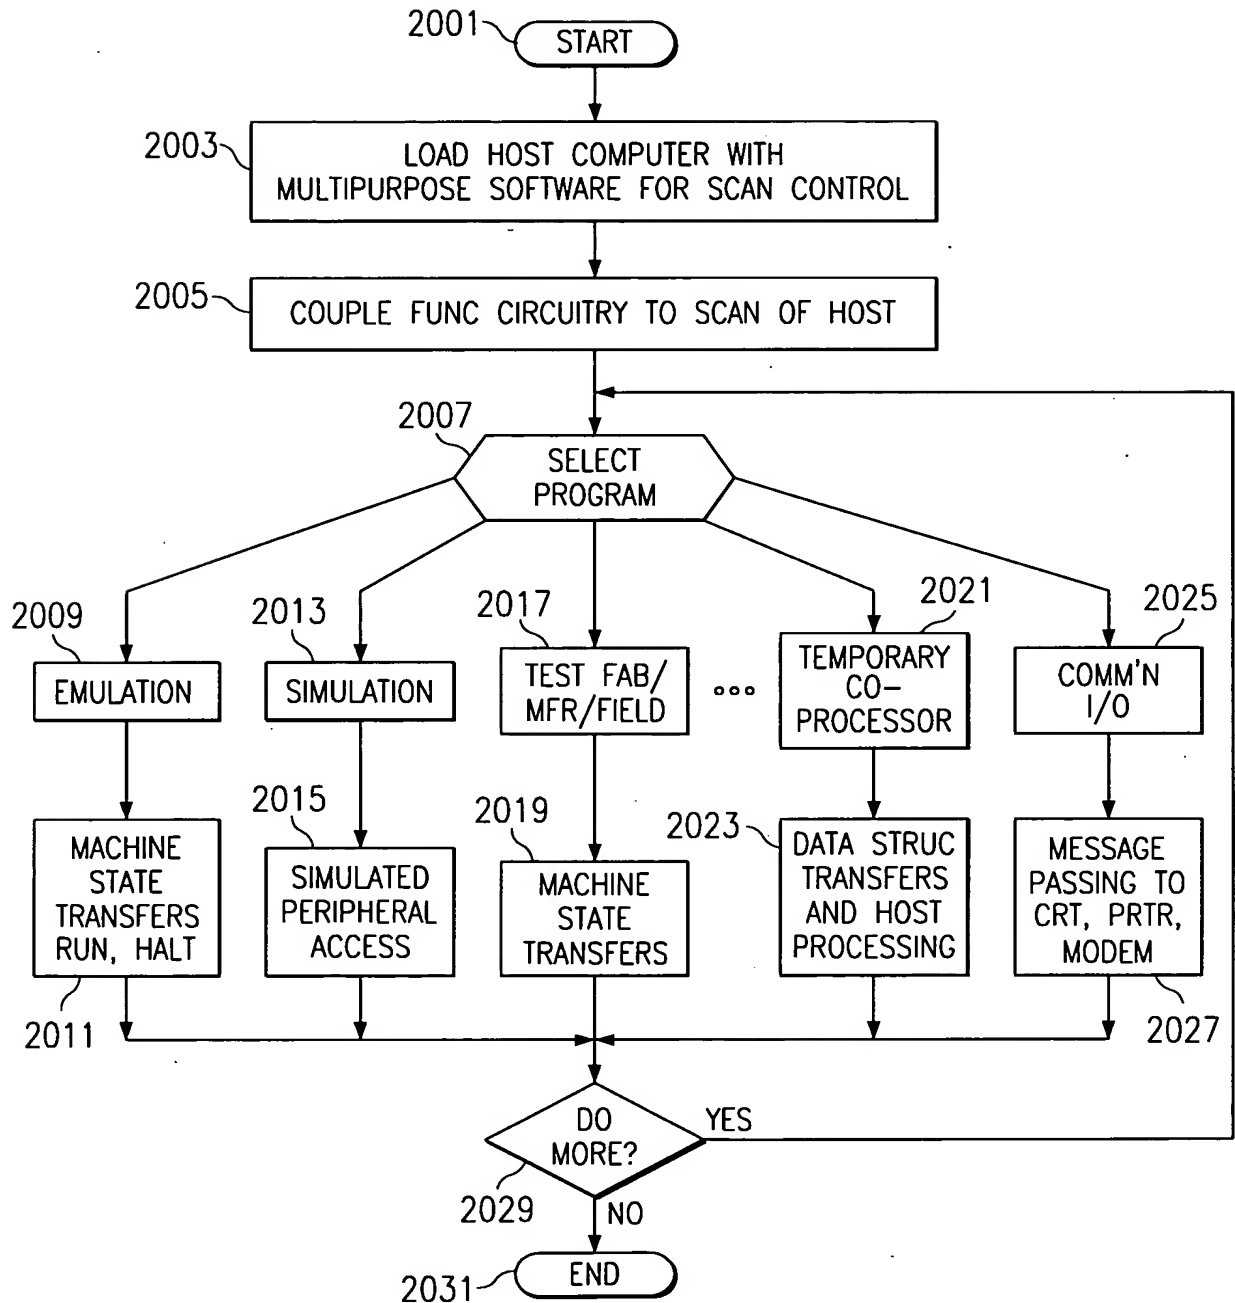 2001
START
2003
LOAD HOST COMPUTER WITH
MULTIPURPOSE SOFTWARE FOR SCAN CONTROL
2005
COUPLE FUNC CIRCUITRY TO SCAN OF HOST
2007
SELECT
PROGRAM
2009
EMULATION
2013
SIMULATION
2017
TEST FAB/
MFR/FIELD
2021
TEMPORARY
CO-
PROCESSOR
2025
COMM'N
I/O
2011
MACHINE
STATE
TRANSFERS
RUN, HALT
2015
SIMULATED
PERIPHERAL
ACCESS
2019
MACHINE
STATE
TRANSFERS
2023
DATA STRUC
TRANSFERS
AND HOST
PROCESSING
2027
MESSAGE
PASSING TO
CRT, PRTR,
MODEM
DO
MORE?
YES
2029
NO
2031
END